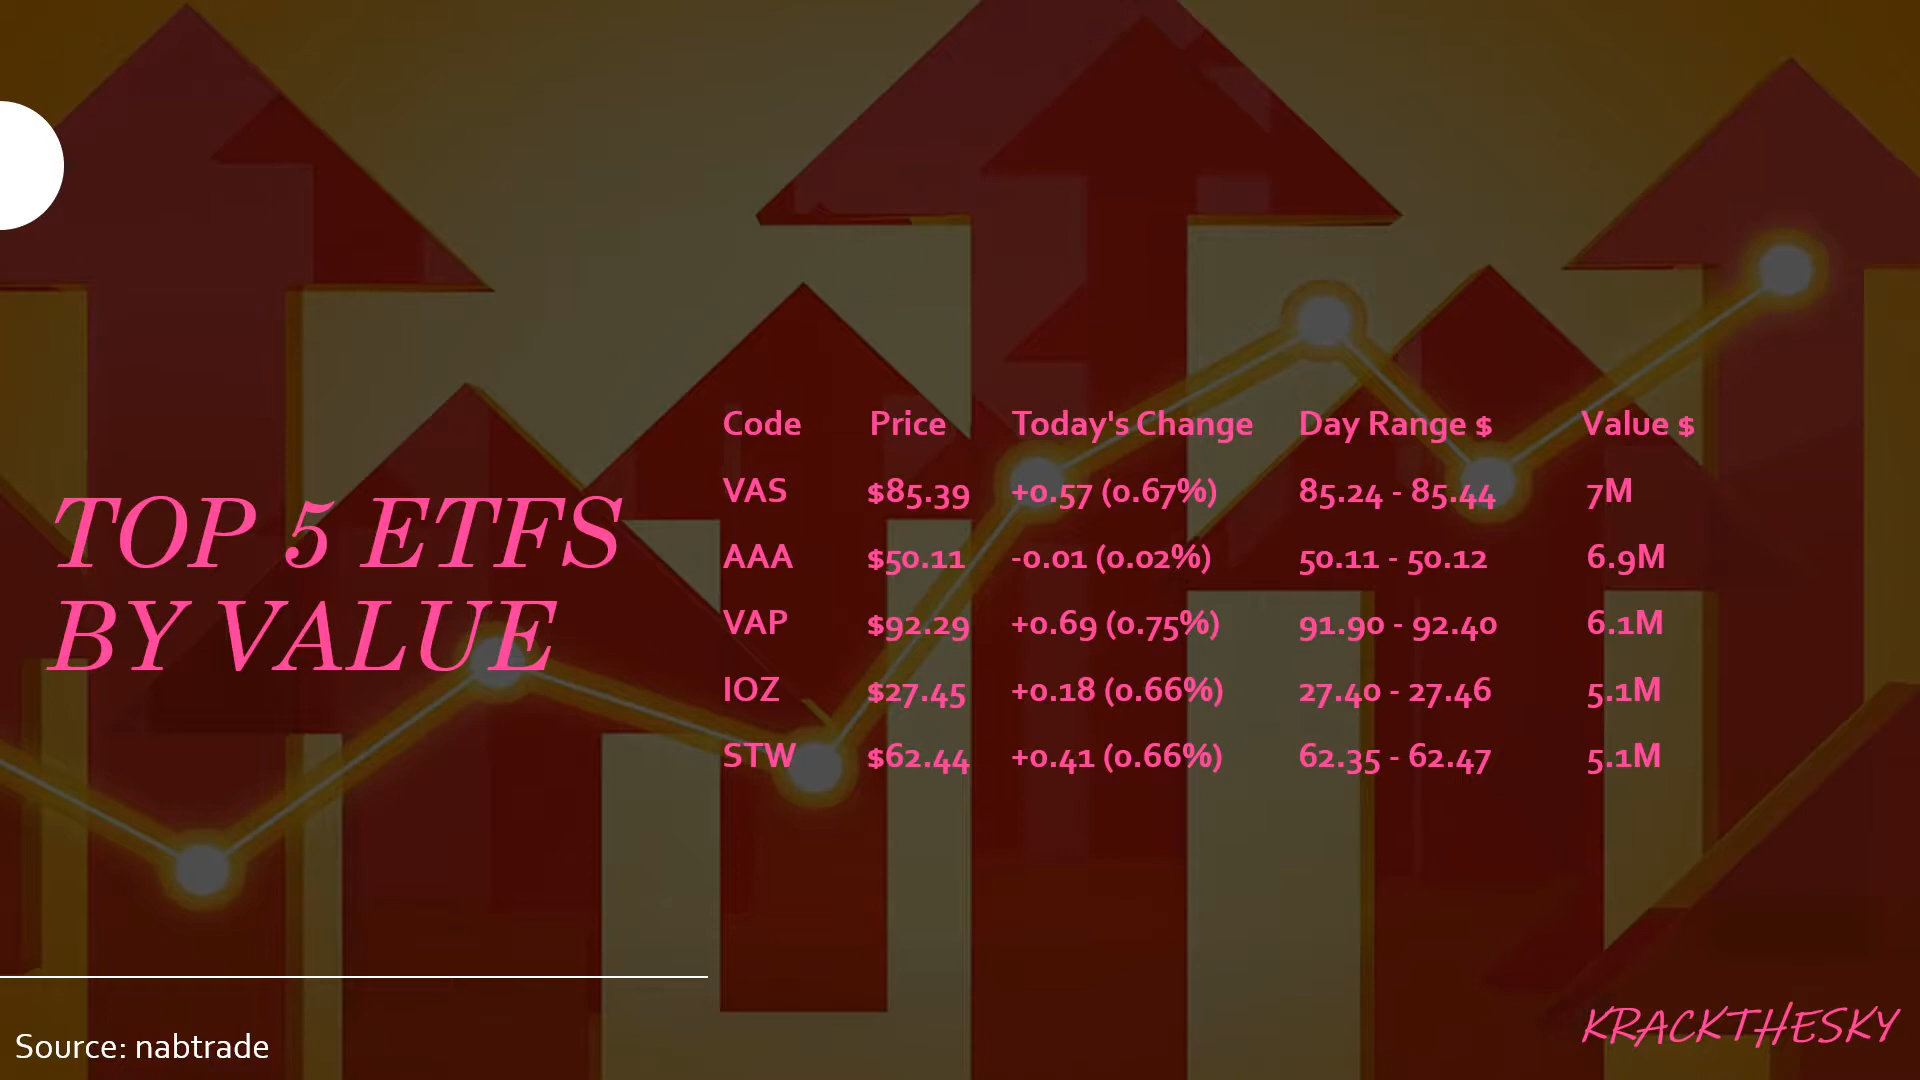 TOP 5 ETFS
BY VALUE
Code Price Today's Change Day Range $ Value $
VAS $85.39 +0.57 (0.67%) 85.24 - 85.44 7M
AAA $50.11 -0.01 (0.02%) 50.11 - 50.12 6.9M
VAP $92.29 +0.69 (0.75%) 91.90 - 92.40 6.1M
IOZ $27.45 +0.18 (0.66%) 27.40 - 27.46 5.1M
STW $62.44 +0.41 (0.66%) 62.35 - 62.47 5.1M
Source: nabtrade
KRACKTHESKY